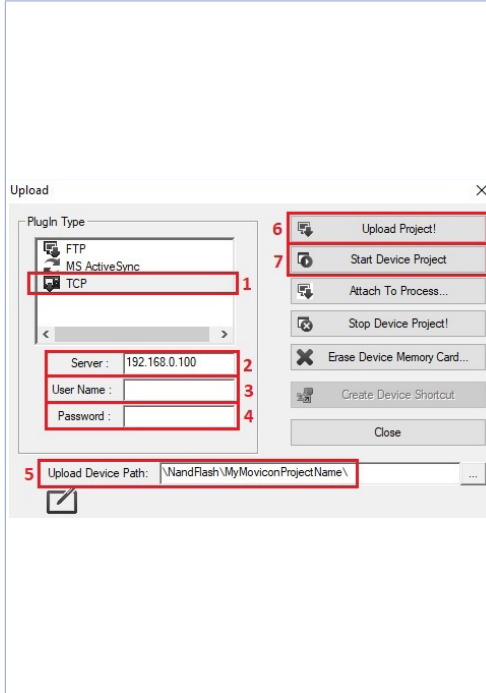 Upload
PlugIn Type
FTP
MS ActiveSync
TCP
1
Server :
192.168.0.100
2
User Name :
3
Password :
4
6
Upload Project!
7
Start Device Project
Attach To Process...
Stop Device Project!
Erase Device Memory Card...
Create Device Shortcut
Close
5
Upload Device Path:
\NandFlash\MyMoviconProjectName\
...